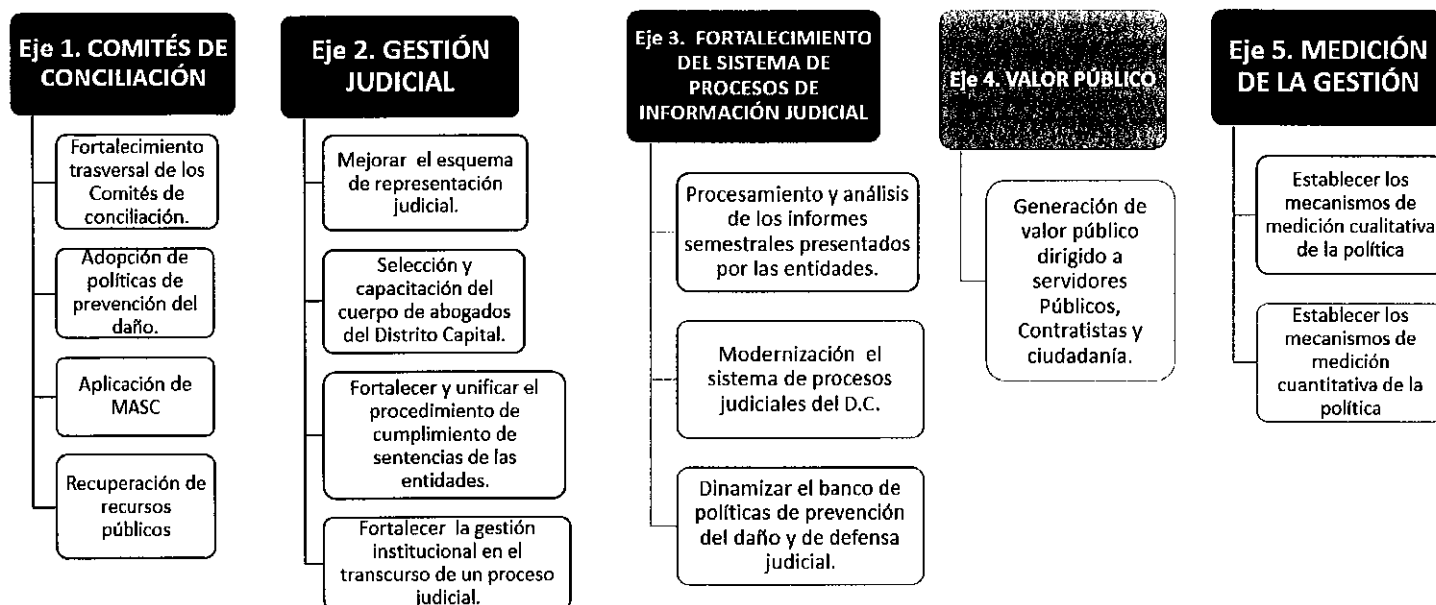 Eje 1. COMITÉS DE
CONCILIACIÓN
Fortalecimiento
trasversal de los
Comités de
conciliación.
Adopción de
políticas de
prevención del
daño.
Aplicación de
MASC
Recuperación de
recursos
públicos
Eje 2. GESTIÓN
JUDICIAL
Mejorar el esquema
de representación
judicial.
Selección y
capacitación del
cuerpo de abogados
del Distrito Capital.
Fortalecer y unificar el
procedimiento de
cumplimiento de
sentencias de las
entidades.
Fortalecer la gestión
institucional en el
transcurso de un proceso
judicial.
Eje 3. FORTALECIMIENTO
DEL SISTEMA DE
PROCESOS DE
INFORMACIÓN JUDICIAL
Procesamiento y análisis
de los informes
semestrales presentados
por las entidades.
Modernización el
sistema de procesos
judiciales del D.C.
Dinamizar el banco de
políticas de prevención
del daño y de defensa
judicial.
Eje 4. VALOR PÚBLICO
Generación de
valor público
dirigido a
servidores
Públicos,
Contratistas y
ciudadanía.
Eje 5. MEDICIÓN
DE LA GESTIÓN
Establecer los
mecanismos de
medición cualitativa
de la política
Establecer los
mecanismos de
medición
cuantitativa de la
política